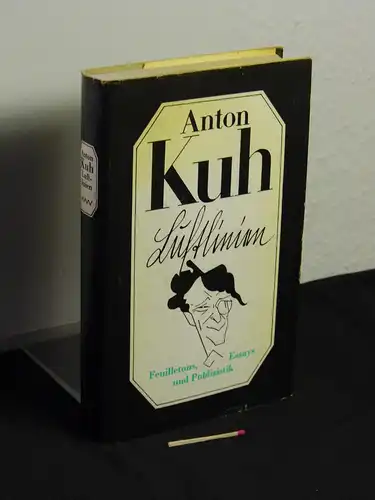 Anton
Kuh
Luftlinien
Feuilletons, Essays
und Publizistik
Anton
Kuh
Luft-
linien